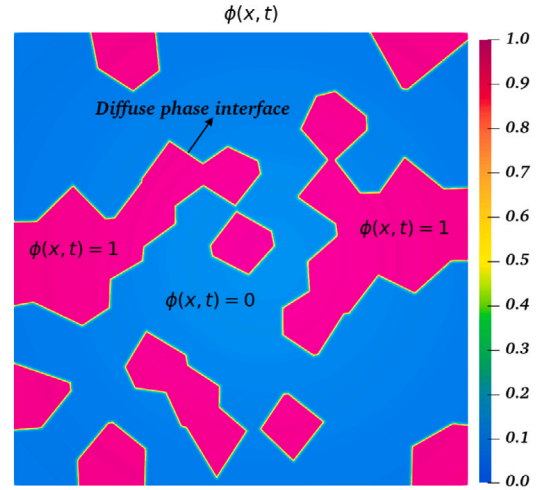 ϕ(x, t)
Diffuse phase interface
ϕ(x, t) = 1
ϕ(x, t) = 1
ϕ(x, t) = 0
1.0
0.9
0.8
0.7
0.6
0.5
0.4
0.3
0.2
0.1
0.0